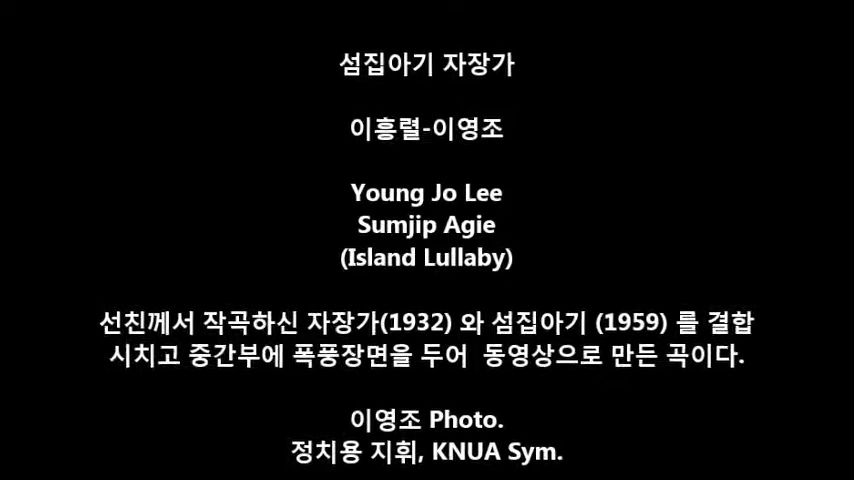 섬집아기 자장가
이흥렬-이영조
Young Jo Lee
Sumjip Agie
(Island Lullaby)
선친께서 작곡하신 자장가(1932) 와 섬집아기 (1959) 를 결합
시치고 중간부에 폭풍장면을 두어 동영상으로 만든 곡이다.
이영조 Photo.
정치용 지휘, KNUA Sym.